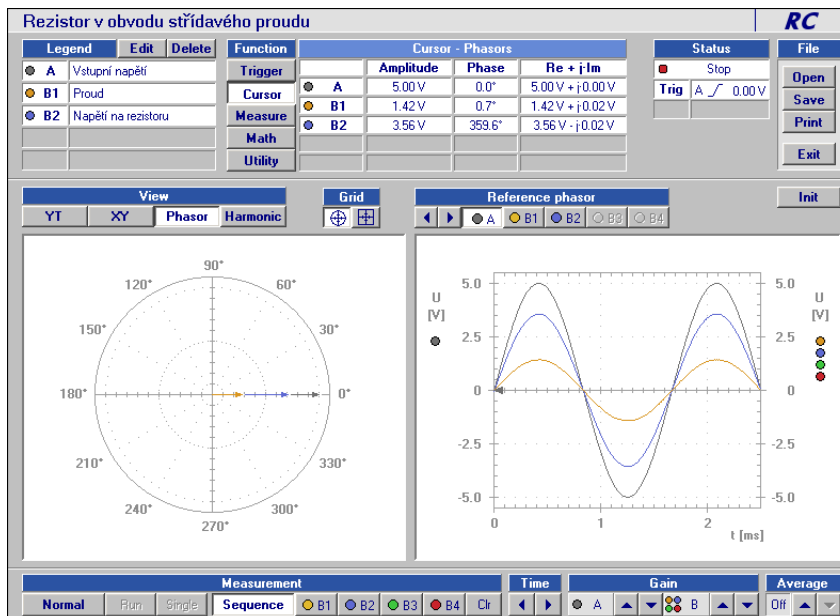 Rezistor v obvodu střídavého proudu RC
Legend Edit Delete Function Cursor - Phasors Status File
A Vstupní napětí Trigger Amplitude Phase Re + j·Im Stop Open
B1 Proud Cursor A 5.00 V 0.0° 5.00 V + j·0.00 V Trig A 0.00 V Save
B2 Napětí na rezistoru Measure B1 1.42 V 0.7° 1.42 V + j·0.02 V Print
Math B2 3.56 V 359.6° 3.56 V - j·0.02 V
Utility Exit
View Grid Reference phasor Init
YT XY Phasor Harmonic A B1 B2 B3 B4
90°
120° 60°
150° 30°
180° 0°
210° 330°
240° 300°
270°
U
[V]
5.0
2.5
0
-2.5
-5.0
U
[V]
5.0
2.5
0
-2.5
-5.0
0 1 2
t [ms]
Measurement Time Gain Average
Normal Run Single Sequence B1 B2 B3 B4 Clr A B Off